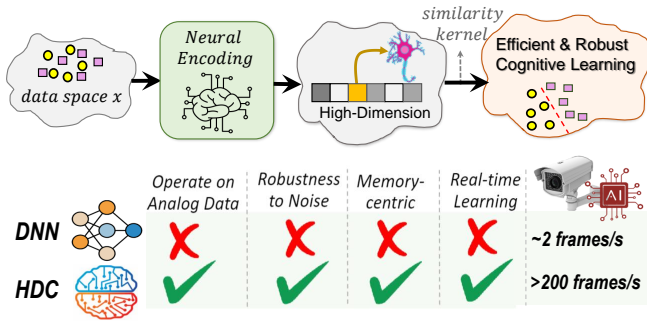 similarity
kernel
Neural
Encoding
data space x
High-Dimension
Efficient & Robust
Cognitive Learning
Operate on
Analog Data
Robustness
to Noise
Memory-
centric
Real-time
Learning
AI
DNN
~2 frames/s
HDC
>200 frames/s